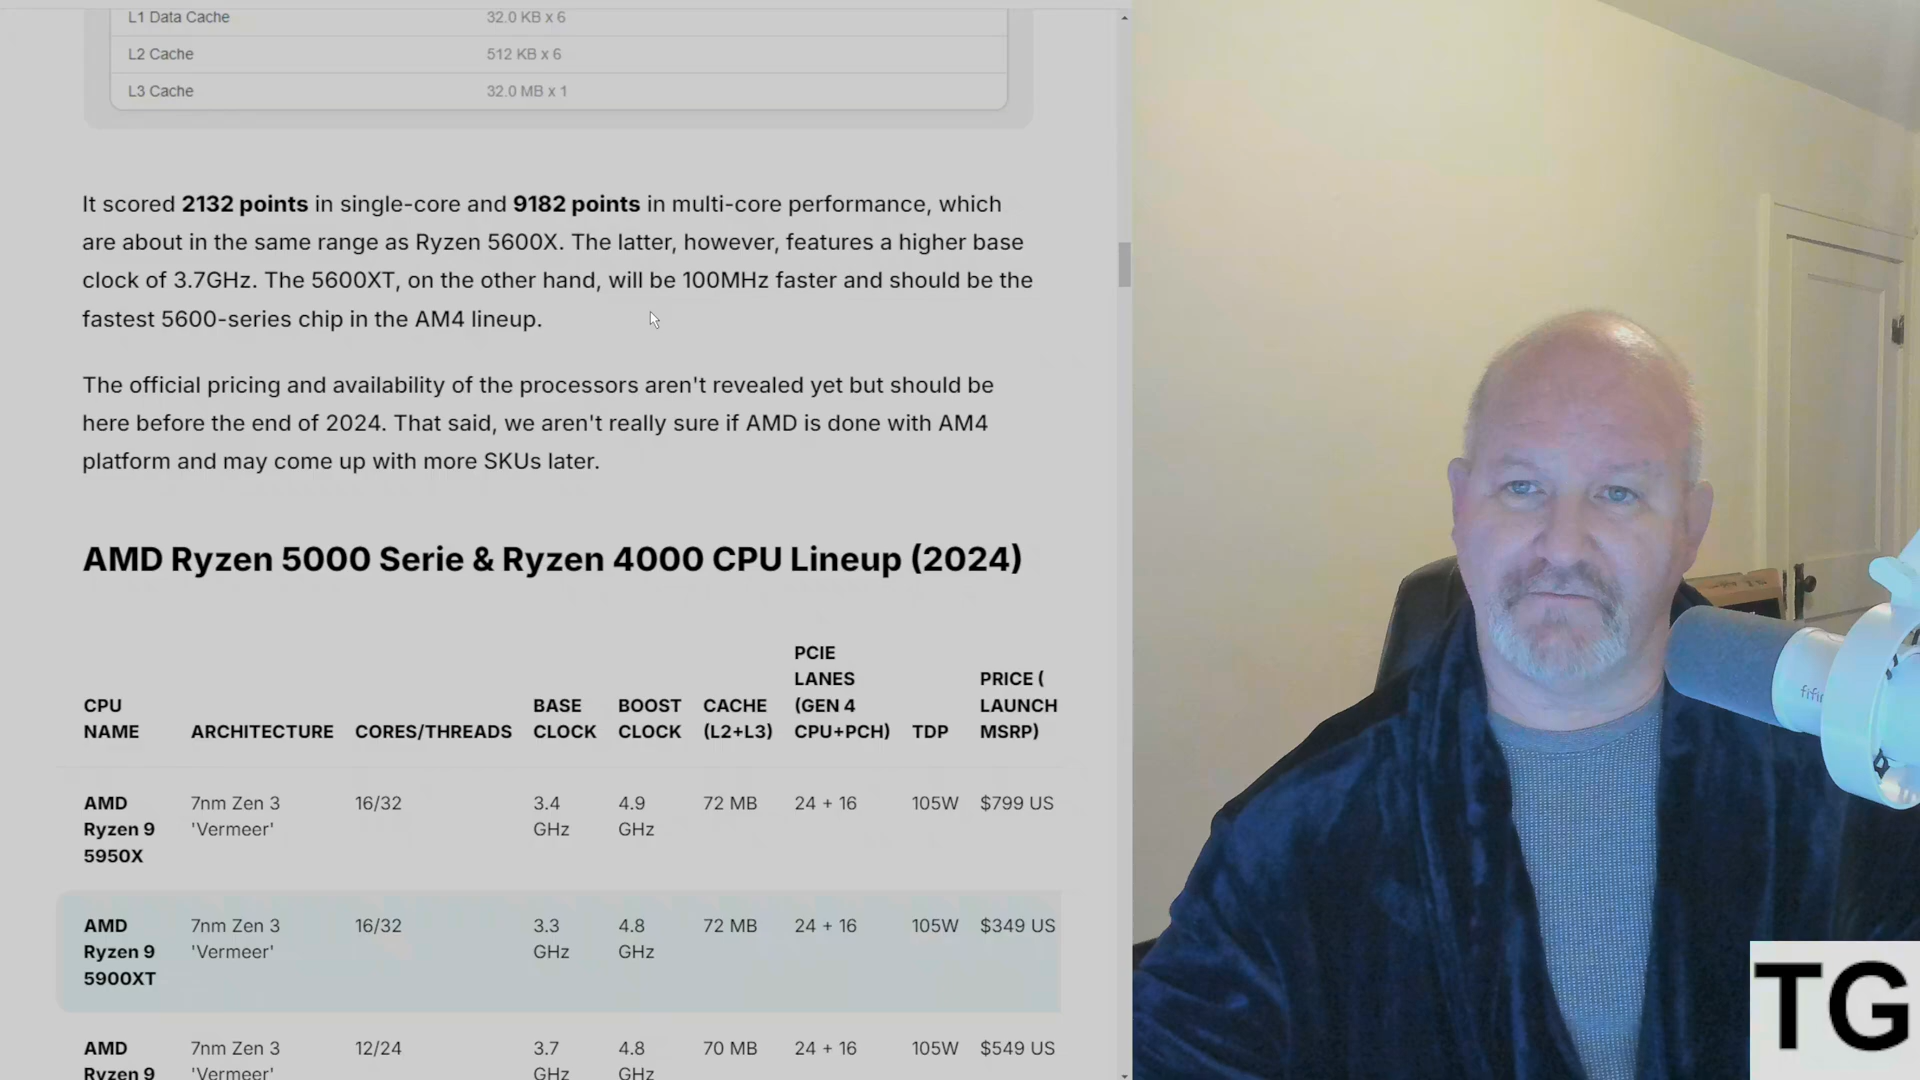 L1 Data Cache 32.0 KB x 6
L2 Cache 512 KB x 6
L3 Cache 32.0 MB x 1
It scored 2132 points in single-core and 9182 points in multi-core performance, which
are about in the same range as Ryzen 5600X. The latter, however, features a higher base
clock of 3.7GHz. The 5600XT, on the other hand, will be 100MHz faster and should be the
fastest 5600-series chip in the AM4 lineup.
The official pricing and availability of the processors aren't revealed yet but should be
here before the end of 2024. That said, we aren't really sure if AMD is done with AM4
platform and may come up with more SKUs later.
AMD Ryzen 5000 Serie & Ryzen 4000 CPU Lineup (2024)
CPU NAME ARCHITECTURE CORES/THREADS BASE CLOCK BOOST CLOCK CACHE (L2+L3) PCIE LANES (GEN 4 CPU+PCH) TDP PRICE ( LAUNCH MSRP)
AMD Ryzen 9 5950X 7nm Zen 3 'Vermeer' 16/32 3.4 GHz 4.9 GHz 72 MB 24 + 16 105W $799 US
AMD Ryzen 9 5900XT 7nm Zen 3 'Vermeer' 16/32 3.3 GHz 4.8 GHz 72 MB 24 + 16 105W $349 US
AMD Ryzen 9 7nm Zen 3 'Vermeer' 12/24 3.7 GHz 4.8 GHz 70 MB 24 + 16 105W $549 US
TG